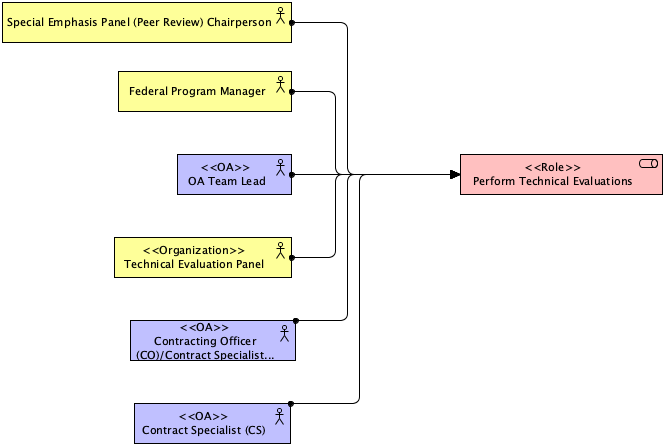 Special Emphasis Panel (Peer Review) Chairperson
Federal Program Manager
<<OA>>
OA Team Lead
<<Role>>
Perform Technical Evaluations
<<Organization>>
Technical Evaluation Panel
<<OA>>
Contracting Officer
(CO)/Contract Specialist...
<<OA>>
Contract Specialist (CS)